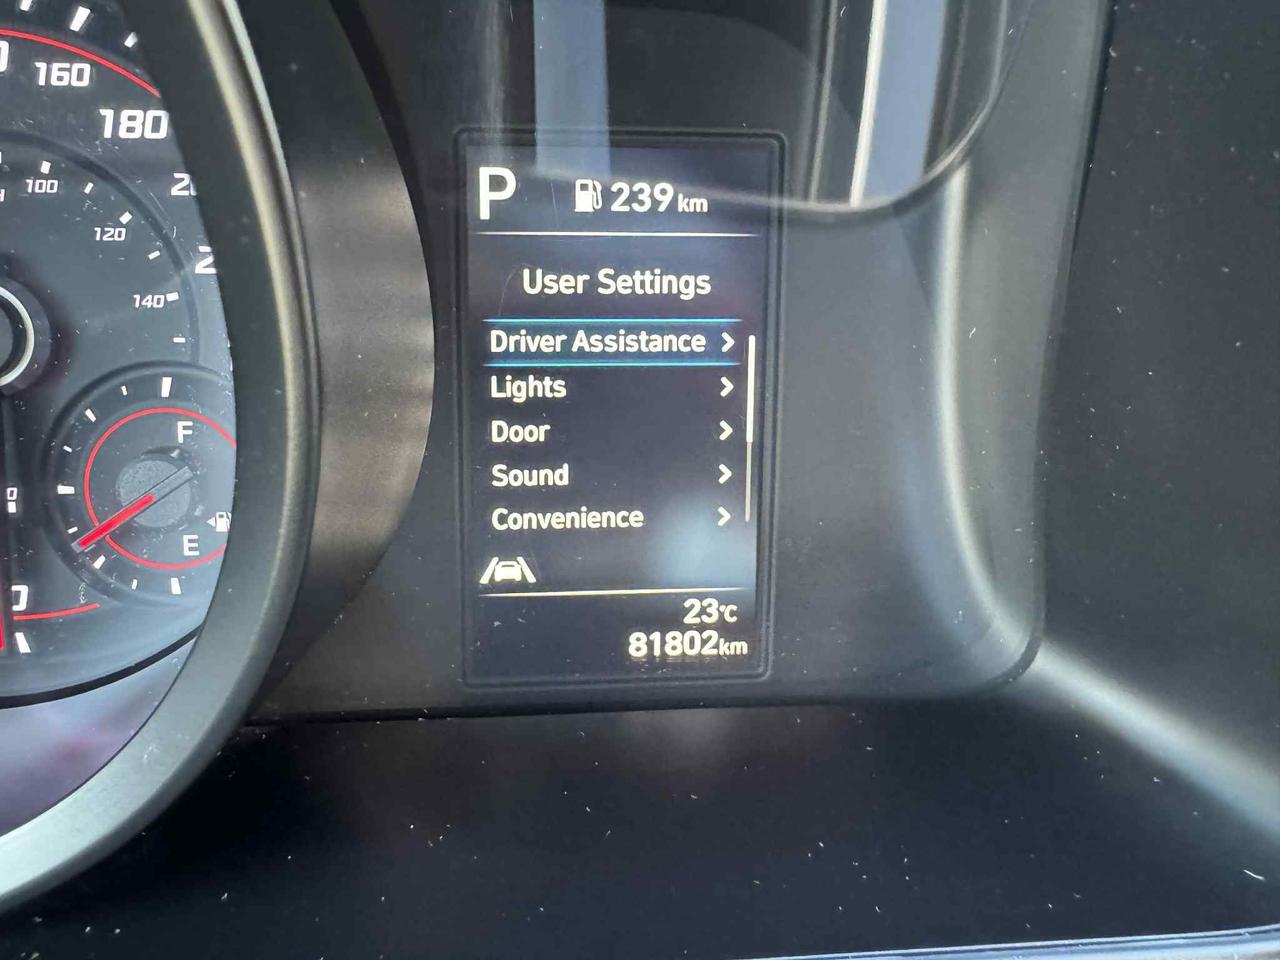 160
180
100
120
140
F
E
P 239 km
User Settings
Driver Assistance
Lights
Door
Sound
Convenience
23°C
81802km